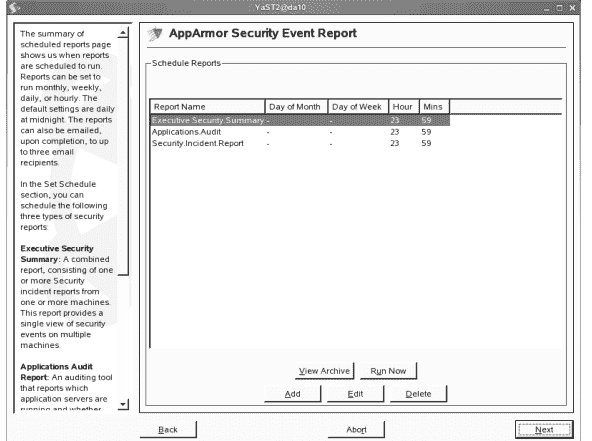 YaST2@da10
The summary of
scheduled reports page
shows us when reports
are scheduled to run.
Reports can be set to
run monthly, weekly,
daily, or hourly. The
default settings are daily
at midnight. The reports
can also be emailed,
upon completion, to up
to three email
recipients.
In the Set Schedule
section, you can
schedule the following
three types of security
reports:
Executive Security
Summary: A combined
report, consisting of one
or more Security
incident reports from
one or more machines.
This report provides a
single view of security
events on multiple
machines.
Applications Audit
Report: An auditing tool
that reports which
application servers are
running and whether
AppArmor Security Event Report
Schedule Reports
Report Name Day of Month Day of Week Hour Mins
Executive.Security.Summary - - 23 59
Applications.Audit - - 23 59
Security.Incident.Report - - 23 59
View Archive Run Now
Add Edit Delete
Back Abort Next